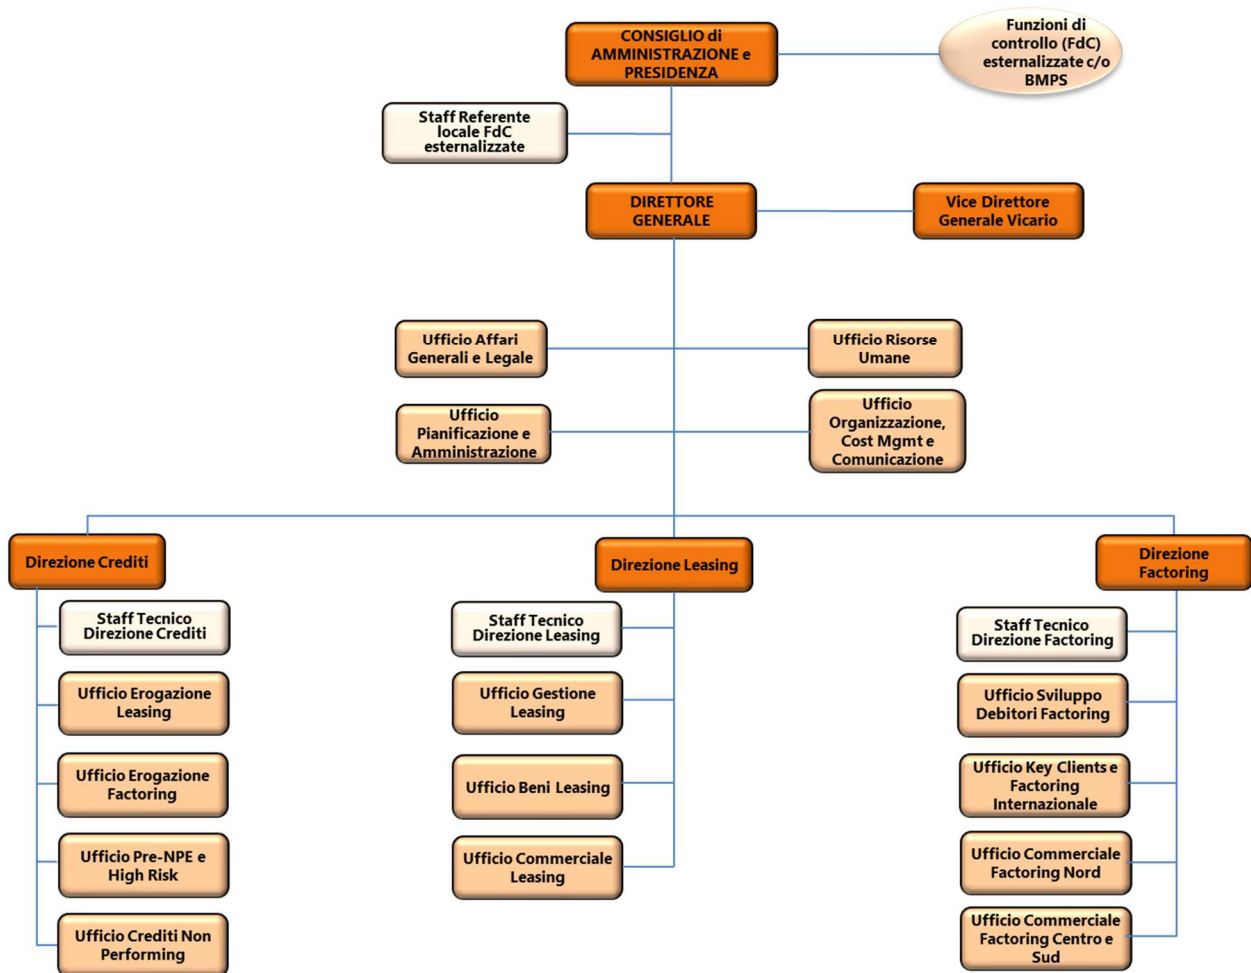 CONSIGLIO di
AMMINISTRAZIONE e
PRESIDENZA
Funzioni di
controllo (FdC)
esternalizzate c/o
BMPS
Staff Referente
locale FdC
esternalizzate
DIRETTORE
GENERALE
Vice Direttore
Generale Vicario
Ufficio Affari
Generali e Legale
Ufficio Risorse
Umane
Ufficio
Pianificazione e
Amministrazione
Ufficio
Organizzazione,
Cost Mgmt e
Comunicazione
Direzione Crediti
Direzione Leasing
Direzione
Factoring
Staff Tecnico
Direzione Crediti
Ufficio Erogazione
Leasing
Ufficio Erogazione
Factoring
Ufficio Pre-NPE e
High Risk
Ufficio Crediti Non
Performing
Staff Tecnico
Direzione Leasing
Ufficio Gestione
Leasing
Ufficio Beni Leasing
Ufficio Commerciale
Leasing
Staff Tecnico
Direzione Factoring
Ufficio Sviluppo
Debitori Factoring
Ufficio Key Clients e
Factoring
Internazionale
Ufficio Commerciale
Factoring Nord
Ufficio Commerciale
Factoring Centro e
Sud